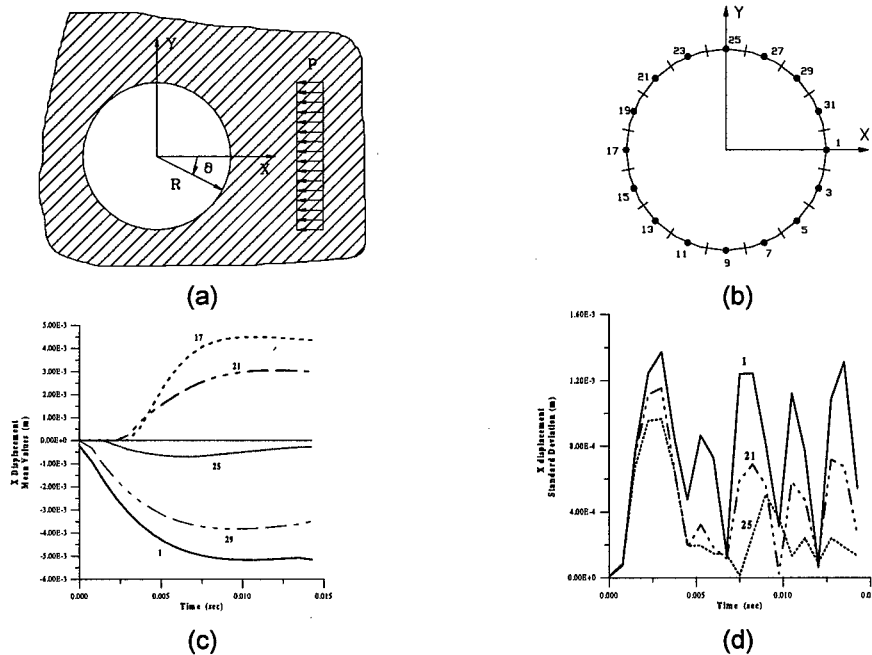 Y
P
X
R
θ
(a)
Y
25
23
27
21
29
19
31
17
1
X
15
3
13
5
11
7
9
(b)
X Displacement
Mean Values (m)
5.00E-3
4.00E-3
3.00E-3
2.00E-3
1.00E-3
0.00E+0
-1.00E-3
-2.00E-3
-3.00E-3
-4.00E-3
-5.00E-3
-6.00E-3
17
21
25
29
1
0.000
0.005
0.010
0.015
Time (sec)
(c)
X displacement
Standard Deviation (m)
1.60E-3
1.20E-3
8.00E-4
4.00E-4
0.00E+0
1
21
25
0.000
0.005
0.010
0.0
Time (sec)
(d)